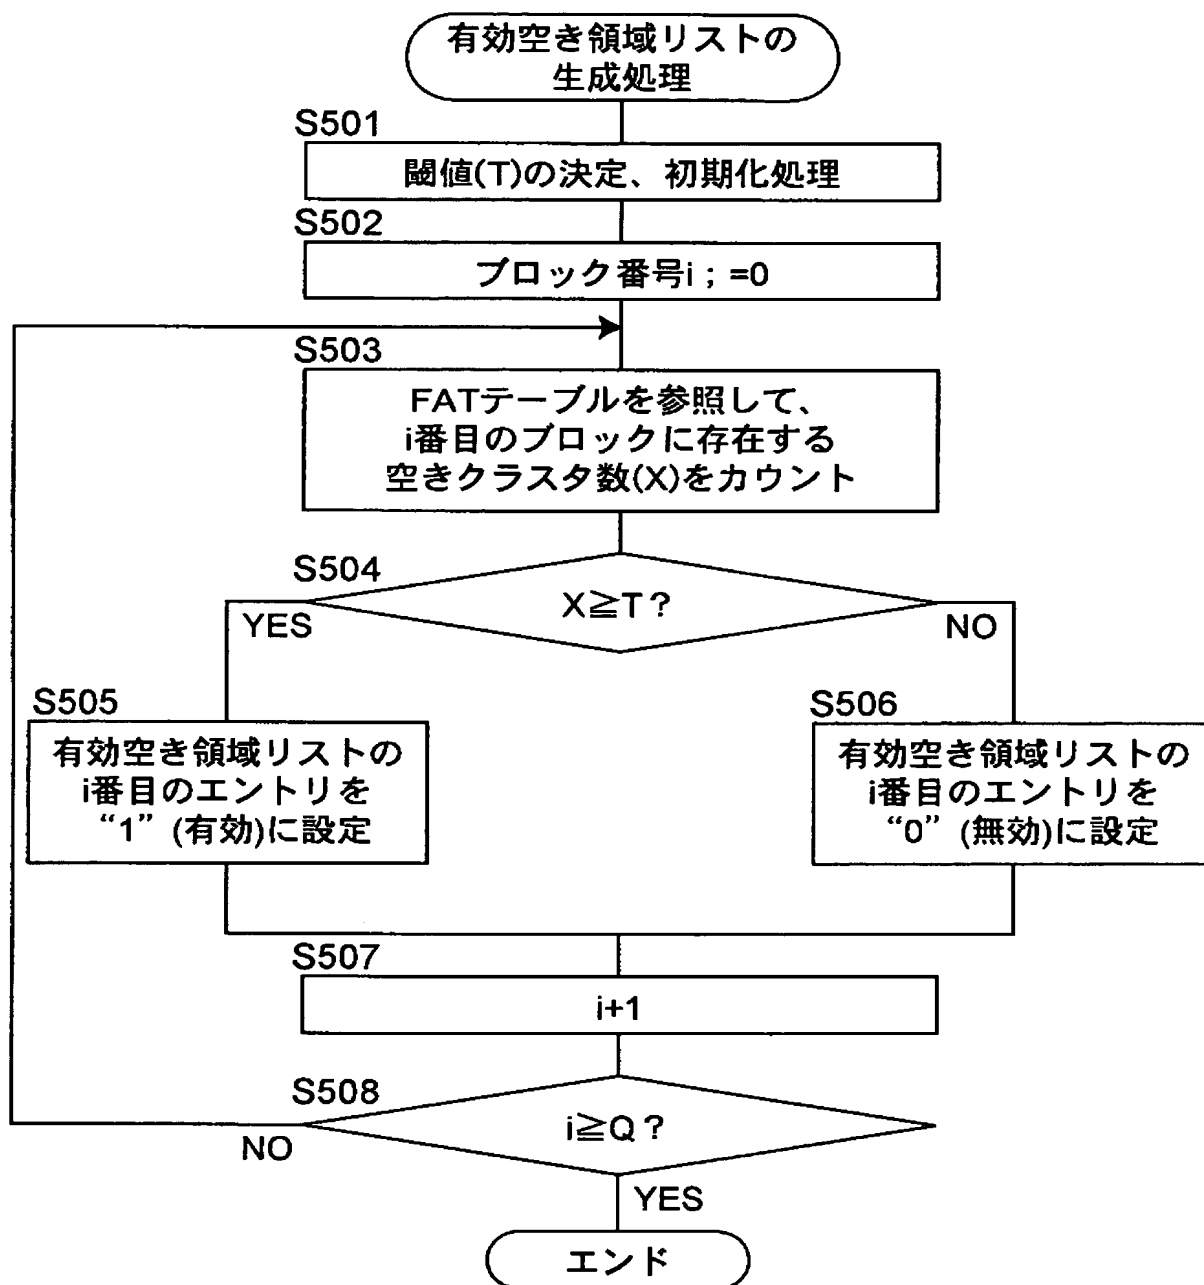 有効空き領域リストの
生成処理
S501
閾値(T)の決定、初期化処理
S502
ブロック番号i ; =0
S503
FATテーブルを参照して、
i番目のブロックに存在する
空きクラスタ数(X)をカウント
S504
X≧T ?
YES
NO
S505
有効空き領域リストの
i番目のエントリを
“1” (有効)に設定
S506
有効空き領域リストの
i番目のエントリを
“0” (無効)に設定
S507
i+1
S508
i≧Q ?
NO
YES
エンド